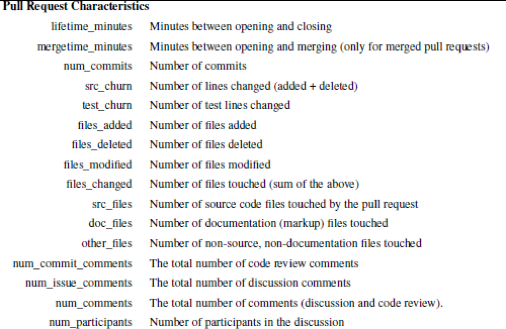 Pull Request Characteristics
lifetime_minutes Minutes between opening and closing
mergetime_minutes Minutes between opening and merging (only for merged pull requests)
num_commits Number of commits
src_churn Number of lines changed (added + deleted)
test_churn Number of test lines changed
files_added Number of files added
files_deleted Number of files deleted
files_modified Number of files modified
files_changed Number of files touched (sum of the above)
src_files Number of source code files touched by the pull request
doc_files Number of documentation (markup) files touched
other_files Number of non-source, non-documentation files touched
num_commit_comments The total number of code review comments
num_issue_comments The total number of discussion comments
num_comments The total number of comments (discussion and code review).
num_participants Number of participants in the discussion